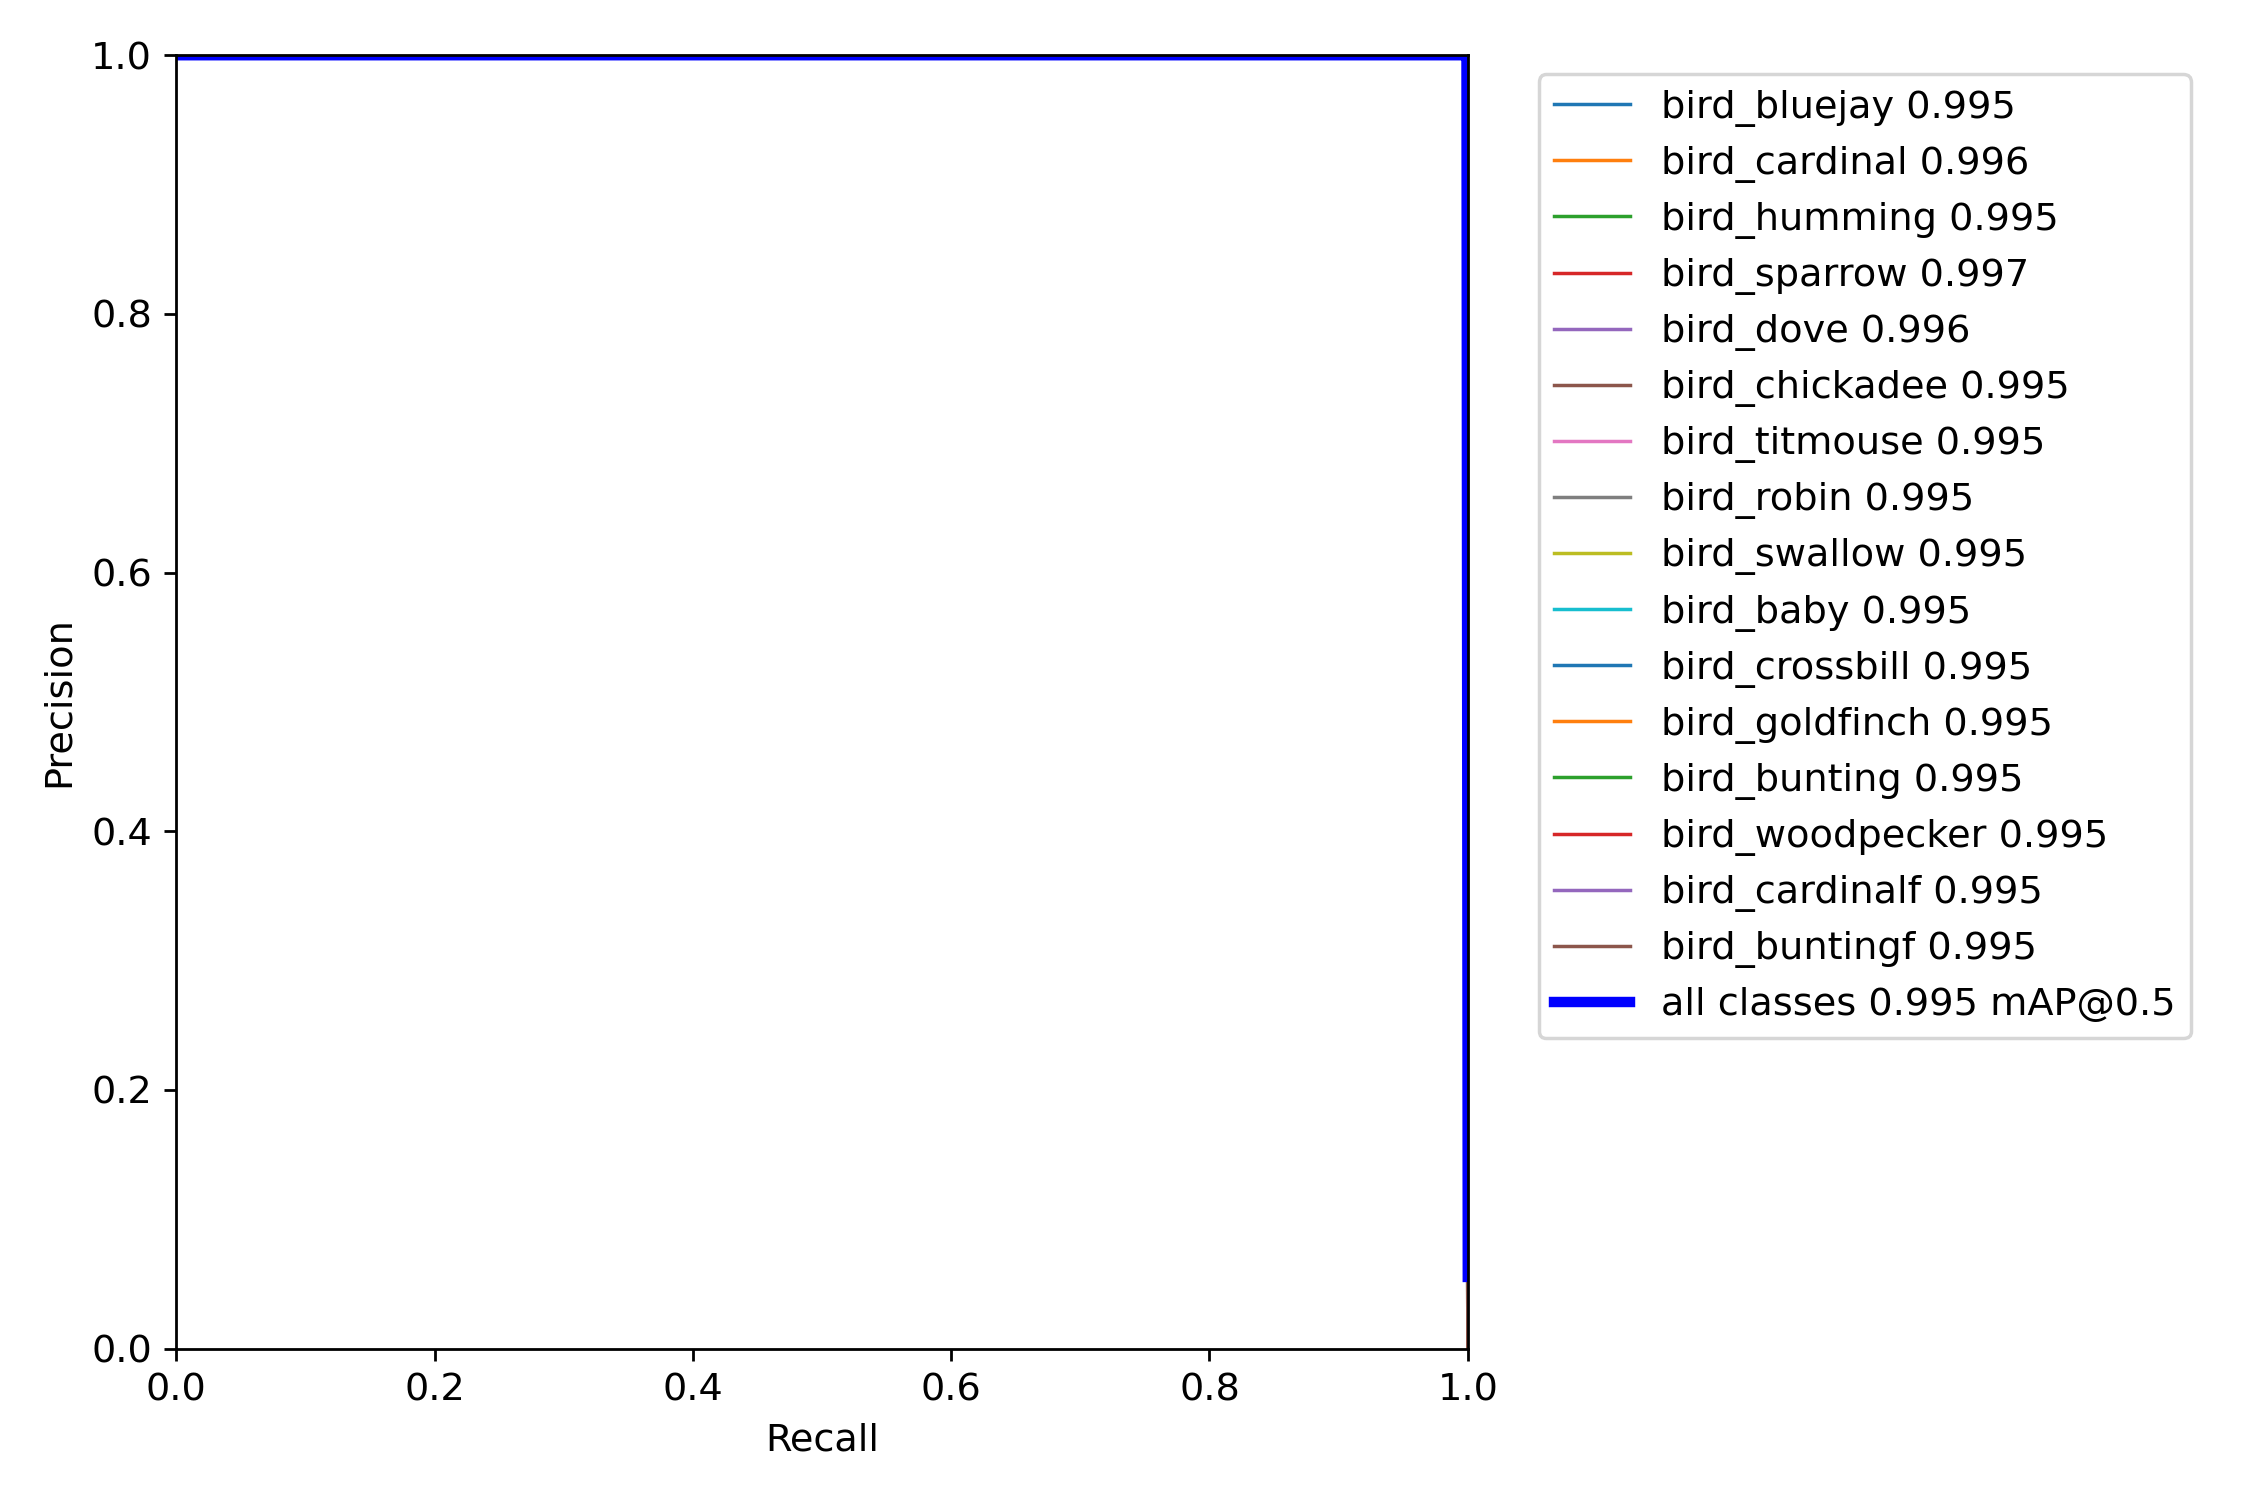 1.0
0.8
0.6
0.4
0.2
0.0
Precision
0.0 0.2 0.4 0.6 0.8 1.0
Recall
bird_bluejay 0.995
bird_cardinal 0.996
bird_humming 0.995
bird_sparrow 0.997
bird_dove 0.996
bird_chickadee 0.995
bird_titmouse 0.995
bird_robin 0.995
bird_swallow 0.995
bird_baby 0.995
bird_crossbill 0.995
bird_goldfinch 0.995
bird_bunting 0.995
bird_woodpecker 0.995
bird_cardinalf 0.995
bird_buntingf 0.995
all classes 0.995 mAP@0.5